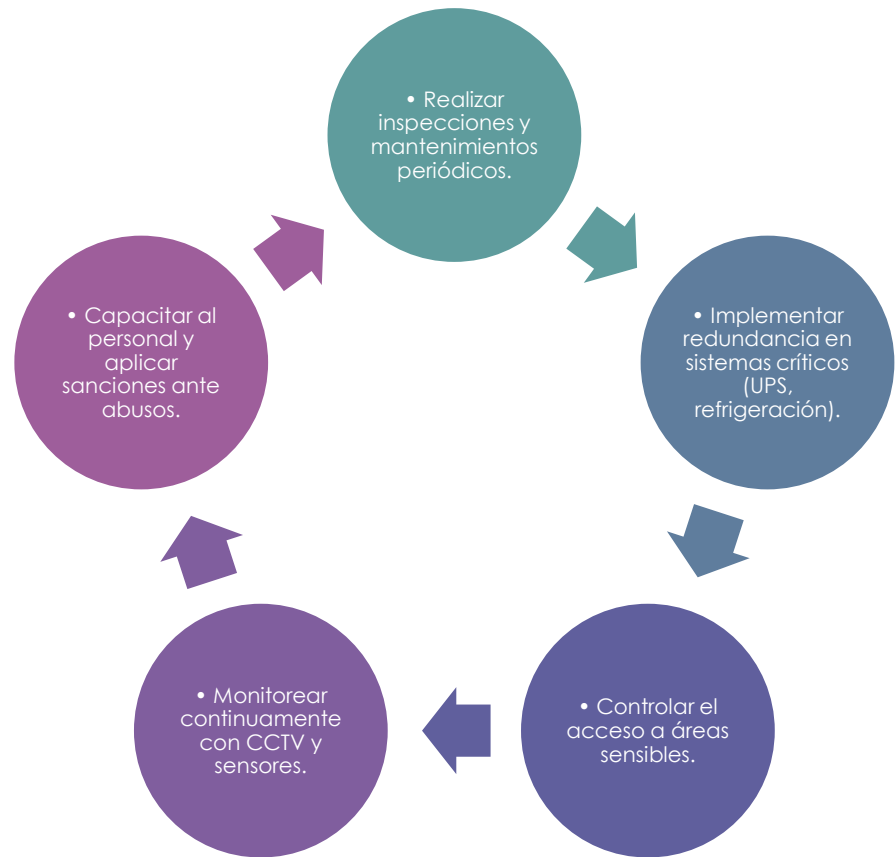 • Realizar
inspecciones y
mantenimientos
periódicos.
• Implementar
redundancia en
sistemas críticos
(UPS,
refrigeración).
• Controlar el
acceso a áreas
sensibles.
• Monitorear
continuamente
con CCTV y
sensores.
• Capacitar al
personal y
aplicar
sanciones ante
abusos.